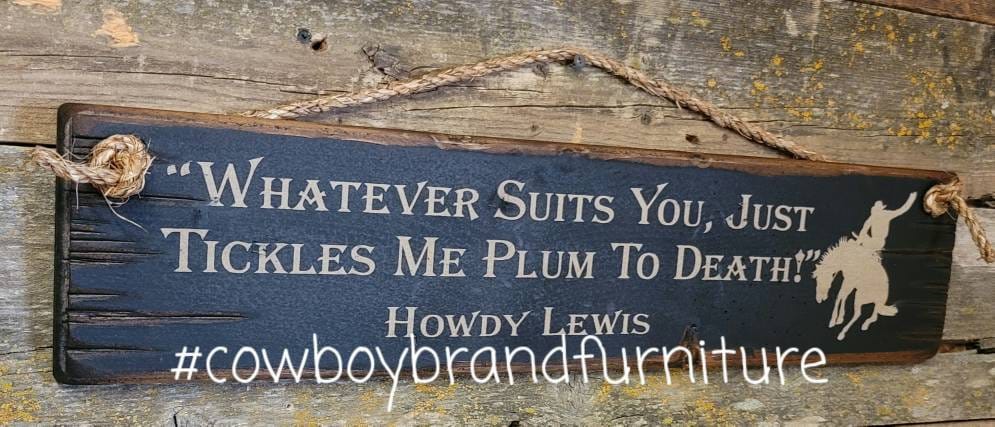 “Whatever Suits You, Just
Tickles Me Plum To Death!”
Howdy Lewis
#cowboybrandfurniture